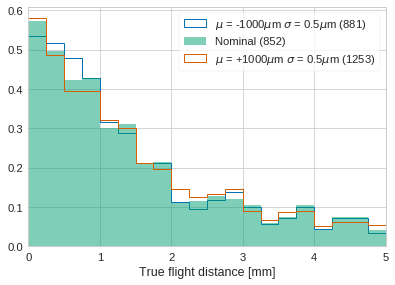 0.6
0.5
0.4
0.3
0.2
0.1
0.0
μ = -1000μm σ = 0.5μm (881)
Nominal (852)
μ = +1000μm σ = 0.5μm (1253)
0 1 2 3 4 5
True flight distance [mm]